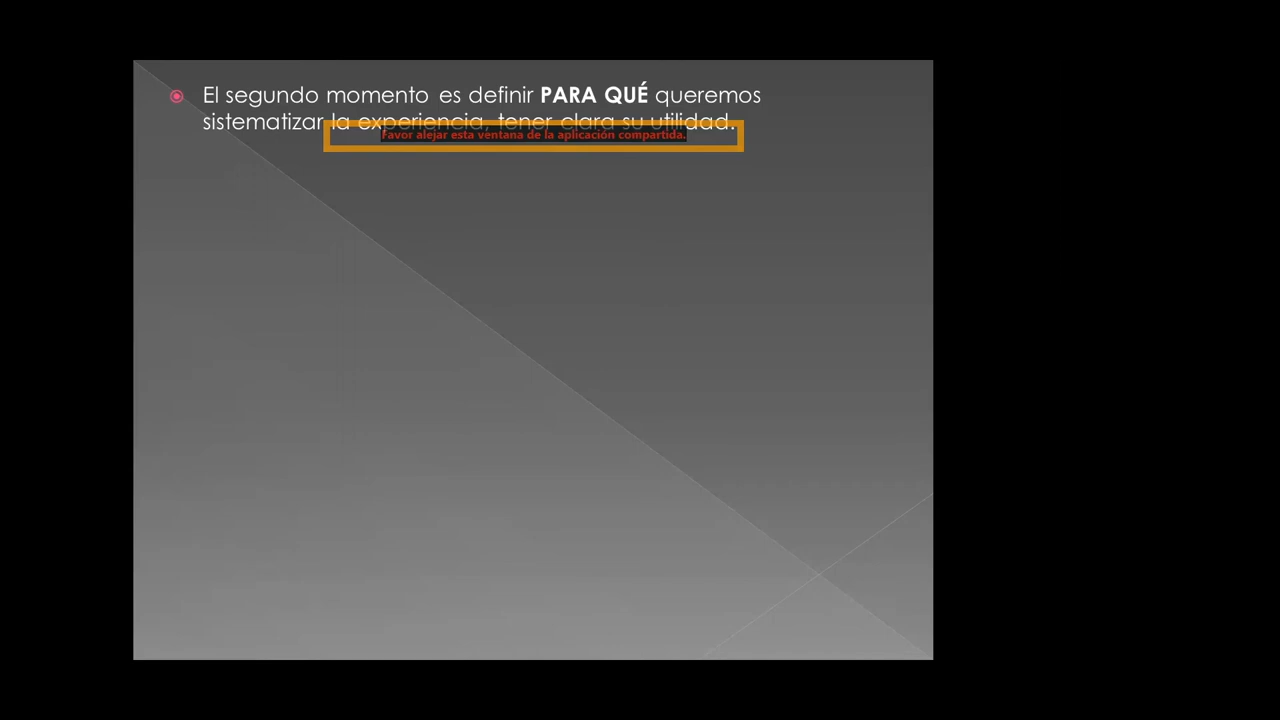 El segundo momento es definir PARA QUÉ queremos
sistematizar la experiencia, tener clara su utilidad.
Favor alejar esta ventana de la aplicación compartida.